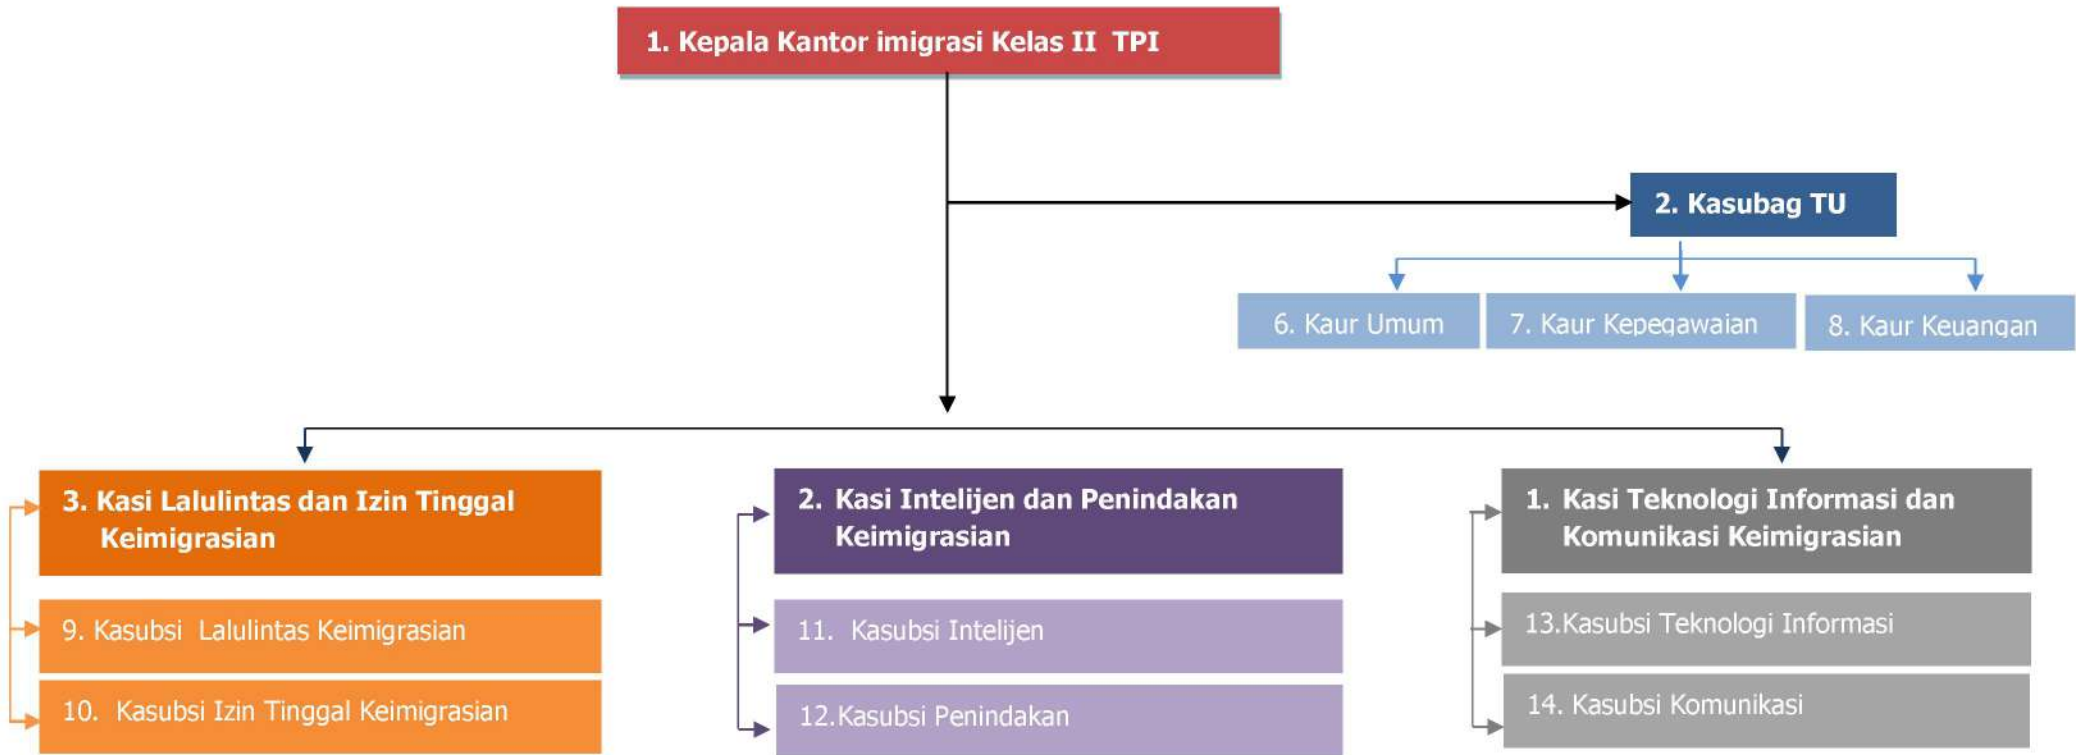 1. Kepala Kantor imigrasi Kelas II TPI
2. Kasubag TU
6. Kaur Umum
7. Kaur Kepegawaian
8. Kaur Keuangan
3. Kasi Lalulintas dan Izin Tinggal
Keimigrasian
9. Kasubsi Lalulintas Keimigrasian
10. Kasubsi Izin Tinggal Keimigrasian
2. Kasi Intelijen dan Penindakan
Keimigrasian
11. Kasubsi Intelijen
12.Kasubsi Penindakan
1. Kasi Teknologi Informasi dan
Komunikasi Keimigrasian
13.Kasubsi Teknologi Informasi
14. Kasubsi Komunikasi